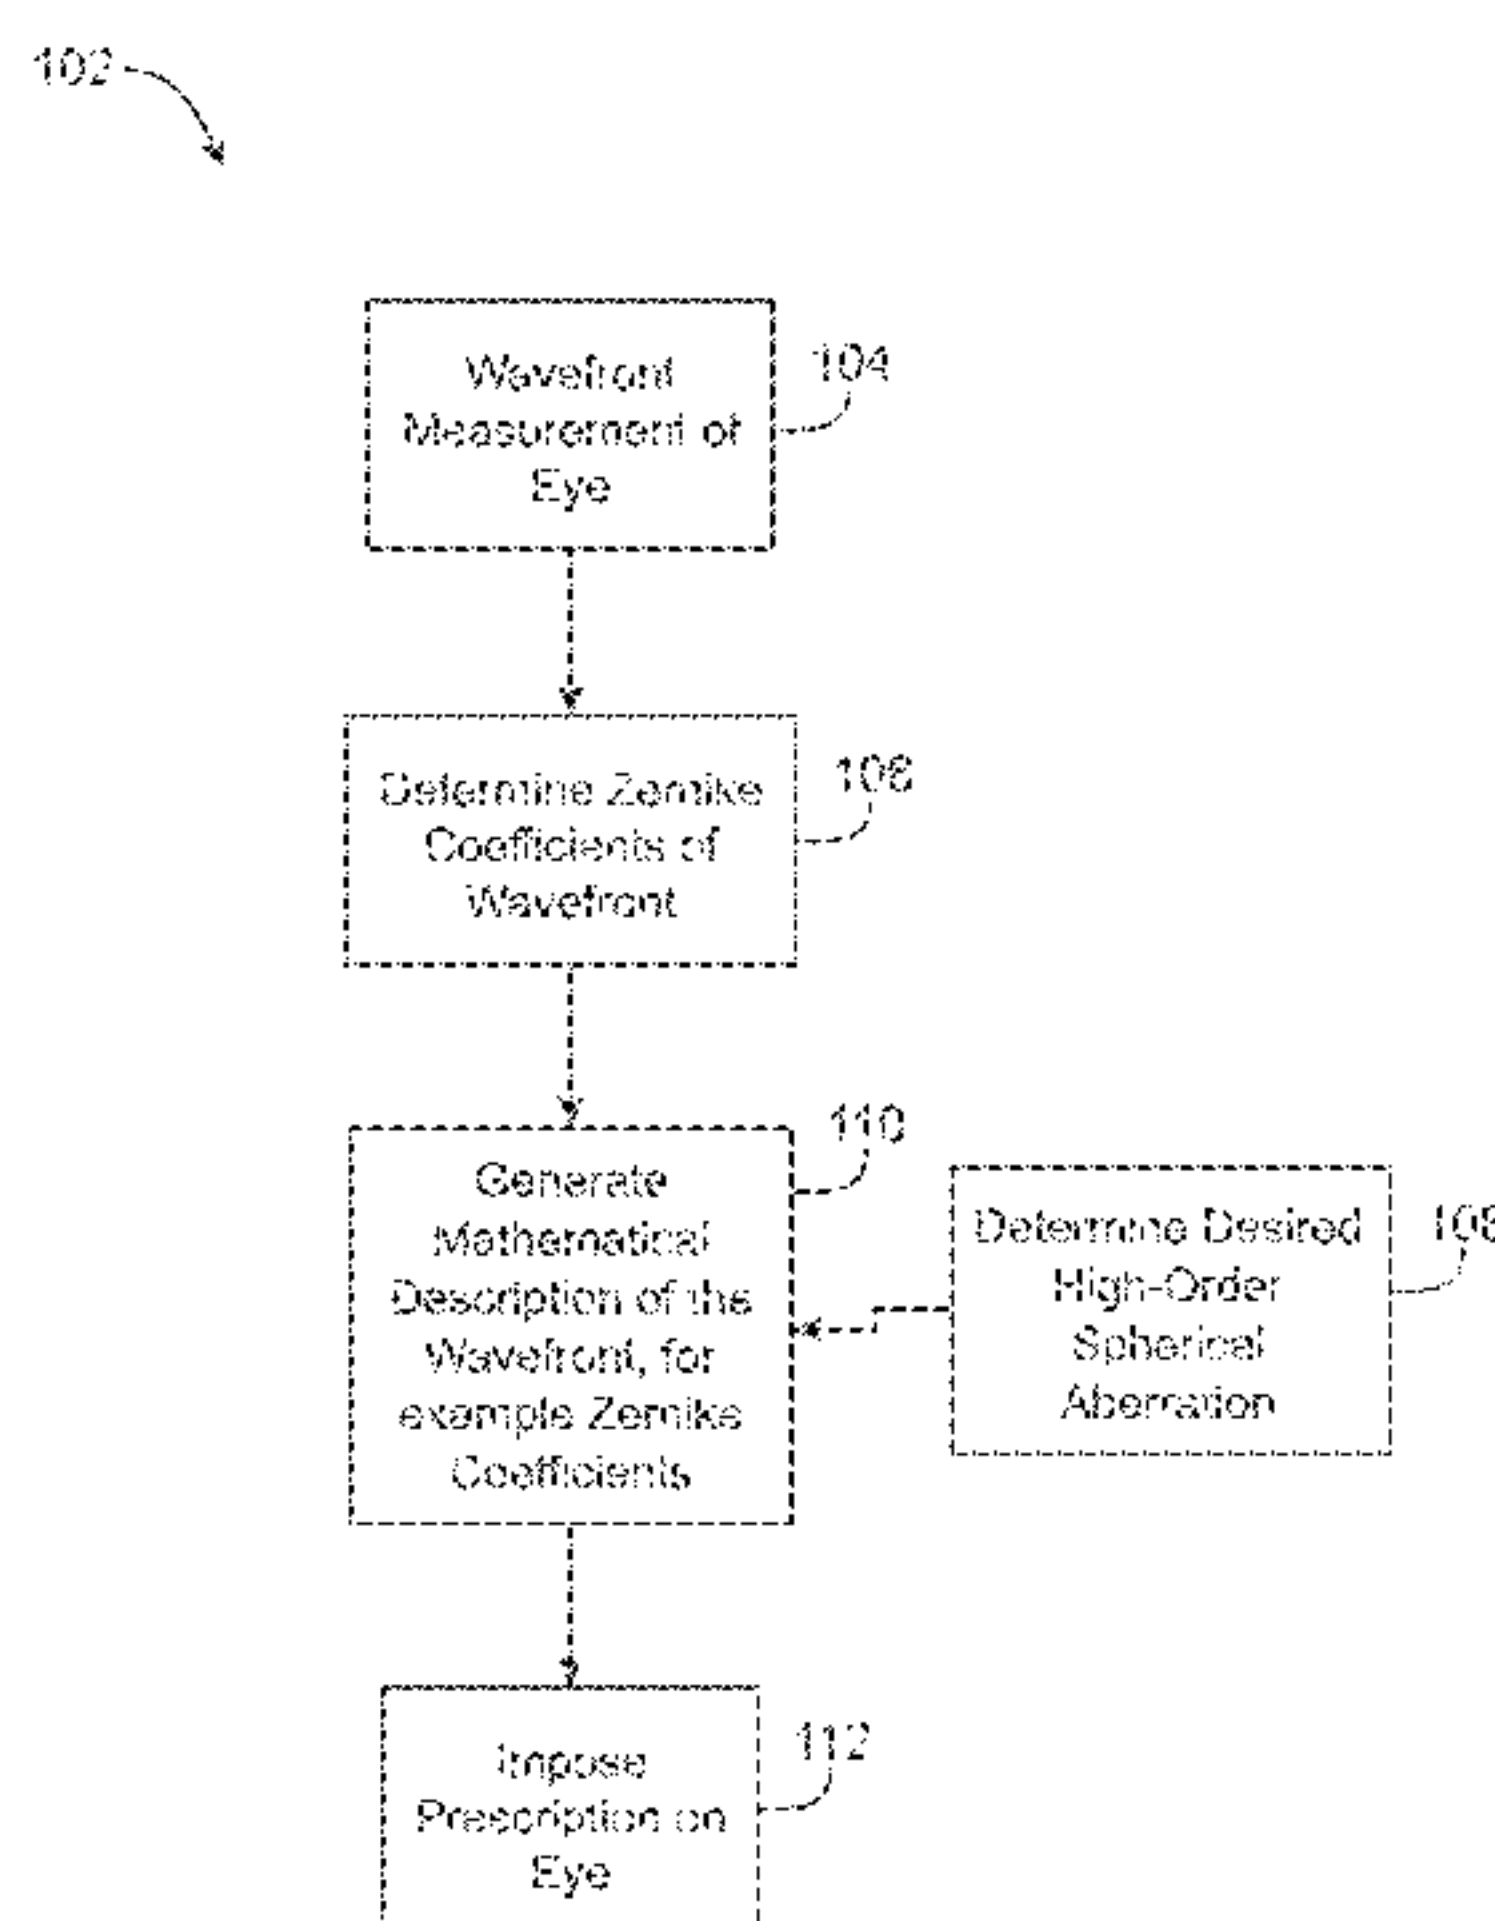 102
Wavefront
Measurement of
Eye
104
Determine Zernike
Coefficients of
Wavefront
106
Generate
Mathematical
Description of the
Wavefront, for
example Zernike
Coefficients
110
Determine Desired
High-Order
Spherical
Aberration
108
Impose
Prescription on
Eye
112